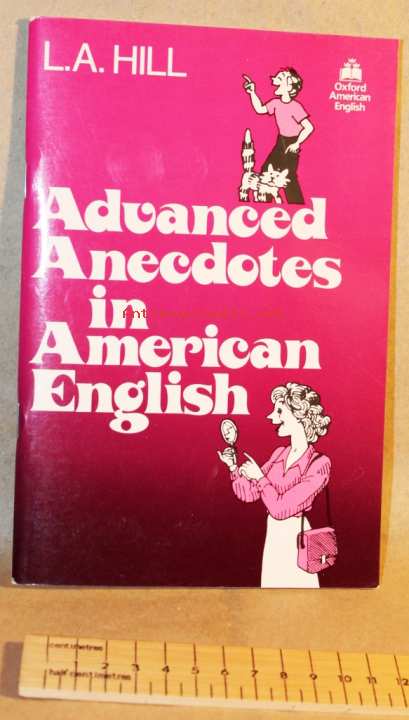 L.A. HILL
Oxford
American
English
Advanced
Anecdotes
in
American
English
centimetres
1 2 3 4 5 6 7 8 9 10 11 12
half centimetres